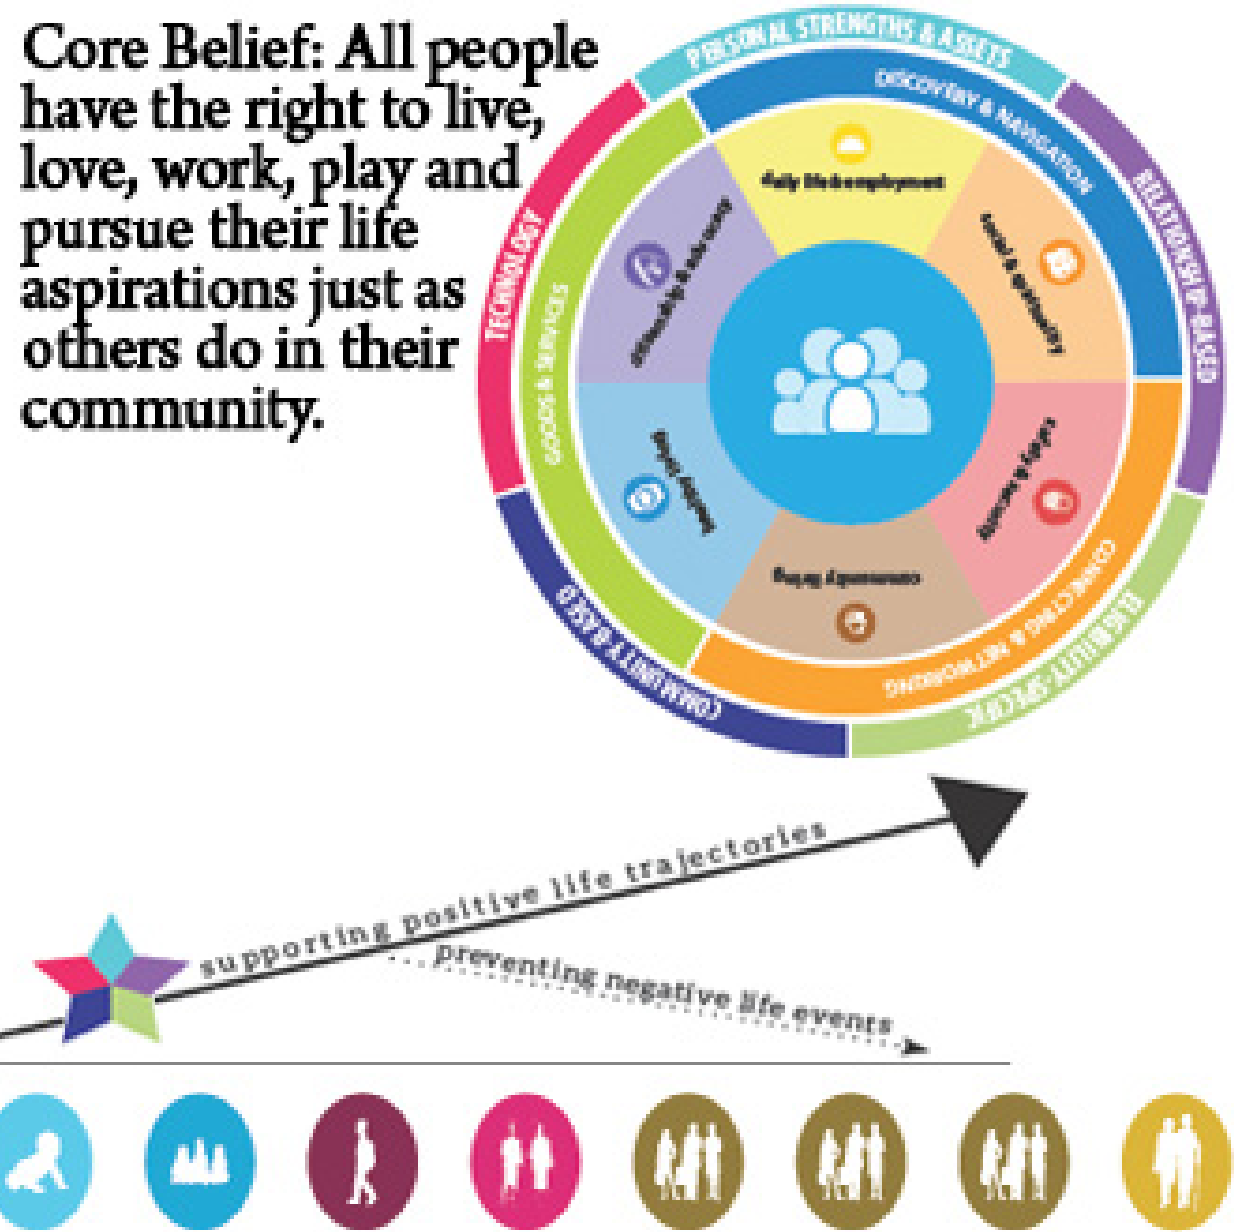 Core Belief: All people
have the right to live,
love, work, play and
pursue their life
aspirations just as
others do in their
community.
PERSONAL STRENGTHS & ASSETS
RELATIONSHIP-BASED
ELIGIBILITY-SPECIFIC
COMMUNITY-BASED
TECHNOLOGY
DISCOVERY & NAVIGATION
CONNECTING & NETWORKING
GOODS & SERVICES
daily life & employment
social & spirituality
safety & security
community living
healthy living
citizenship & advocacy
supporting positive life trajectories
preventing negative life events